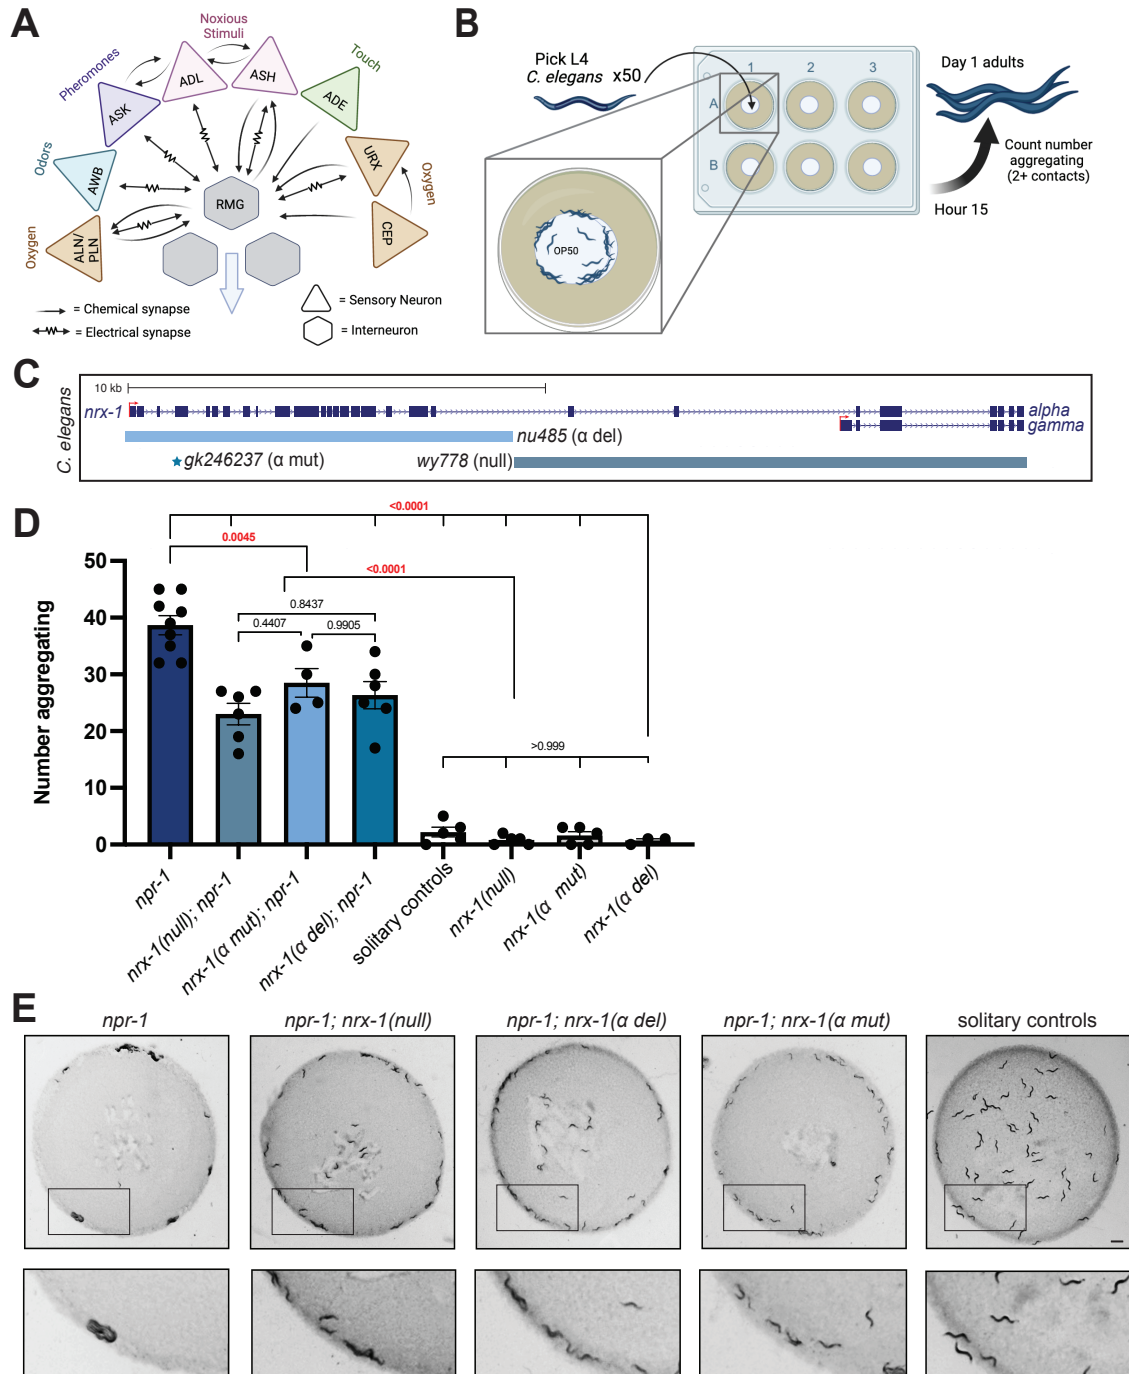 A
Noxious
Stimuli
Pheromones
Touch
ADL
ASH
ASK
ADE
Odors
AWB
URX
Oxygen
RMG
Oxygen
ALN/
PLN
CEP
= Chemical synapse
= Electrical synapse
= Sensory Neuron
= Interneuron
B
Pick L4
C. elegans x50
1 2 3
A
B
OP50
Day 1 adults
Count number
aggregating
(2+ contacts)
Hour 15
C
C. elegans
10 kb
nrx-1
alpha
gamma
nu485 (α del)
gk246237 (α mut)
wy778 (null)
D
<0.0001
0.0045
<0.0001
0.8437
0.4407
0.9905
>0.999
Number aggregating
50
40
30
20
10
0
npr-1
nrx-1(null); npr-1
nrx-1(α mut); npr-1
nrx-1(α del); npr-1
solitary controls
nrx-1(null)
nrx-1(α mut)
nrx-1(α del)
E
npr-1
npr-1; nrx-1(null)
npr-1; nrx-1(α del)
npr-1; nrx-1(α mut)
solitary controls